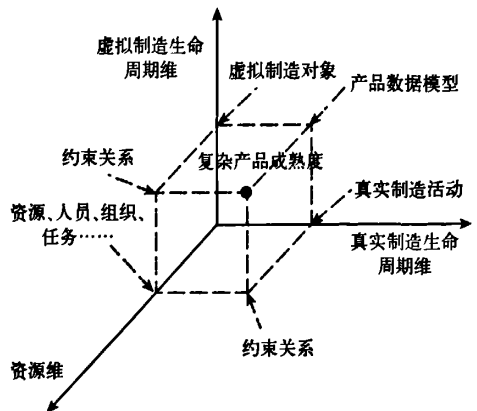 虚拟制造生命
周期维
虚拟制造对象
产品数据模型
约束关系
复杂产品成熟度
资源、人员、组织、
任务……
真实制造活动
真实制造生命
周期维
约束关系
资源维